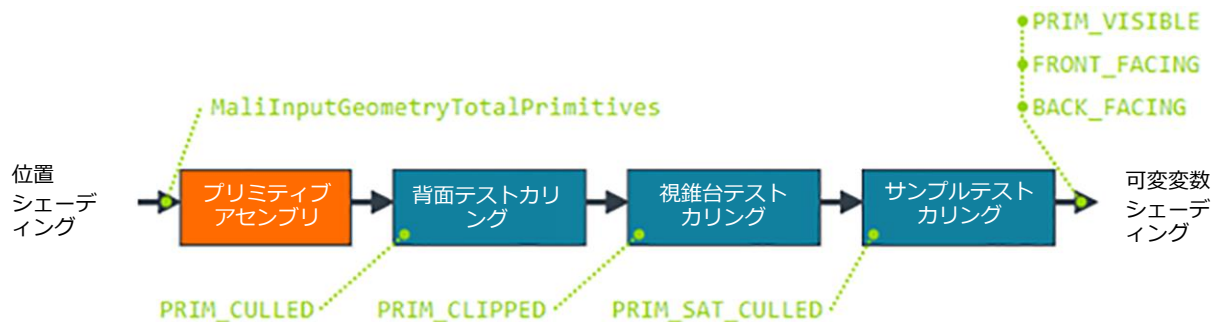 PRIM_VISIBLE
FRONT_FACING
BACK_FACING
MaliInputGeometryTotalPrimitives
位置
シェーデ
ィング
プリミティブ
アセンブリ
背面テストカリ
ング
視錐台テスト
カリング
サンプルテスト
カリング
可変変数
シェーデ
ィング
PRIM_CULLED
PRIM_CLIPPED
PRIM_SAT_CULLED